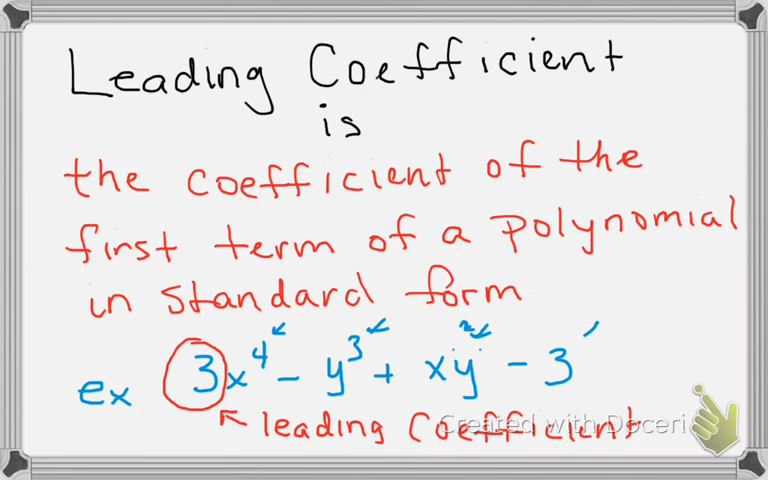 Leading Coefficient
is
the coefficient of the
first term of a polynomial
in standard form
ex 3x⁴ - y³ + xy - 3
leading Coefficient
Created with Doceri